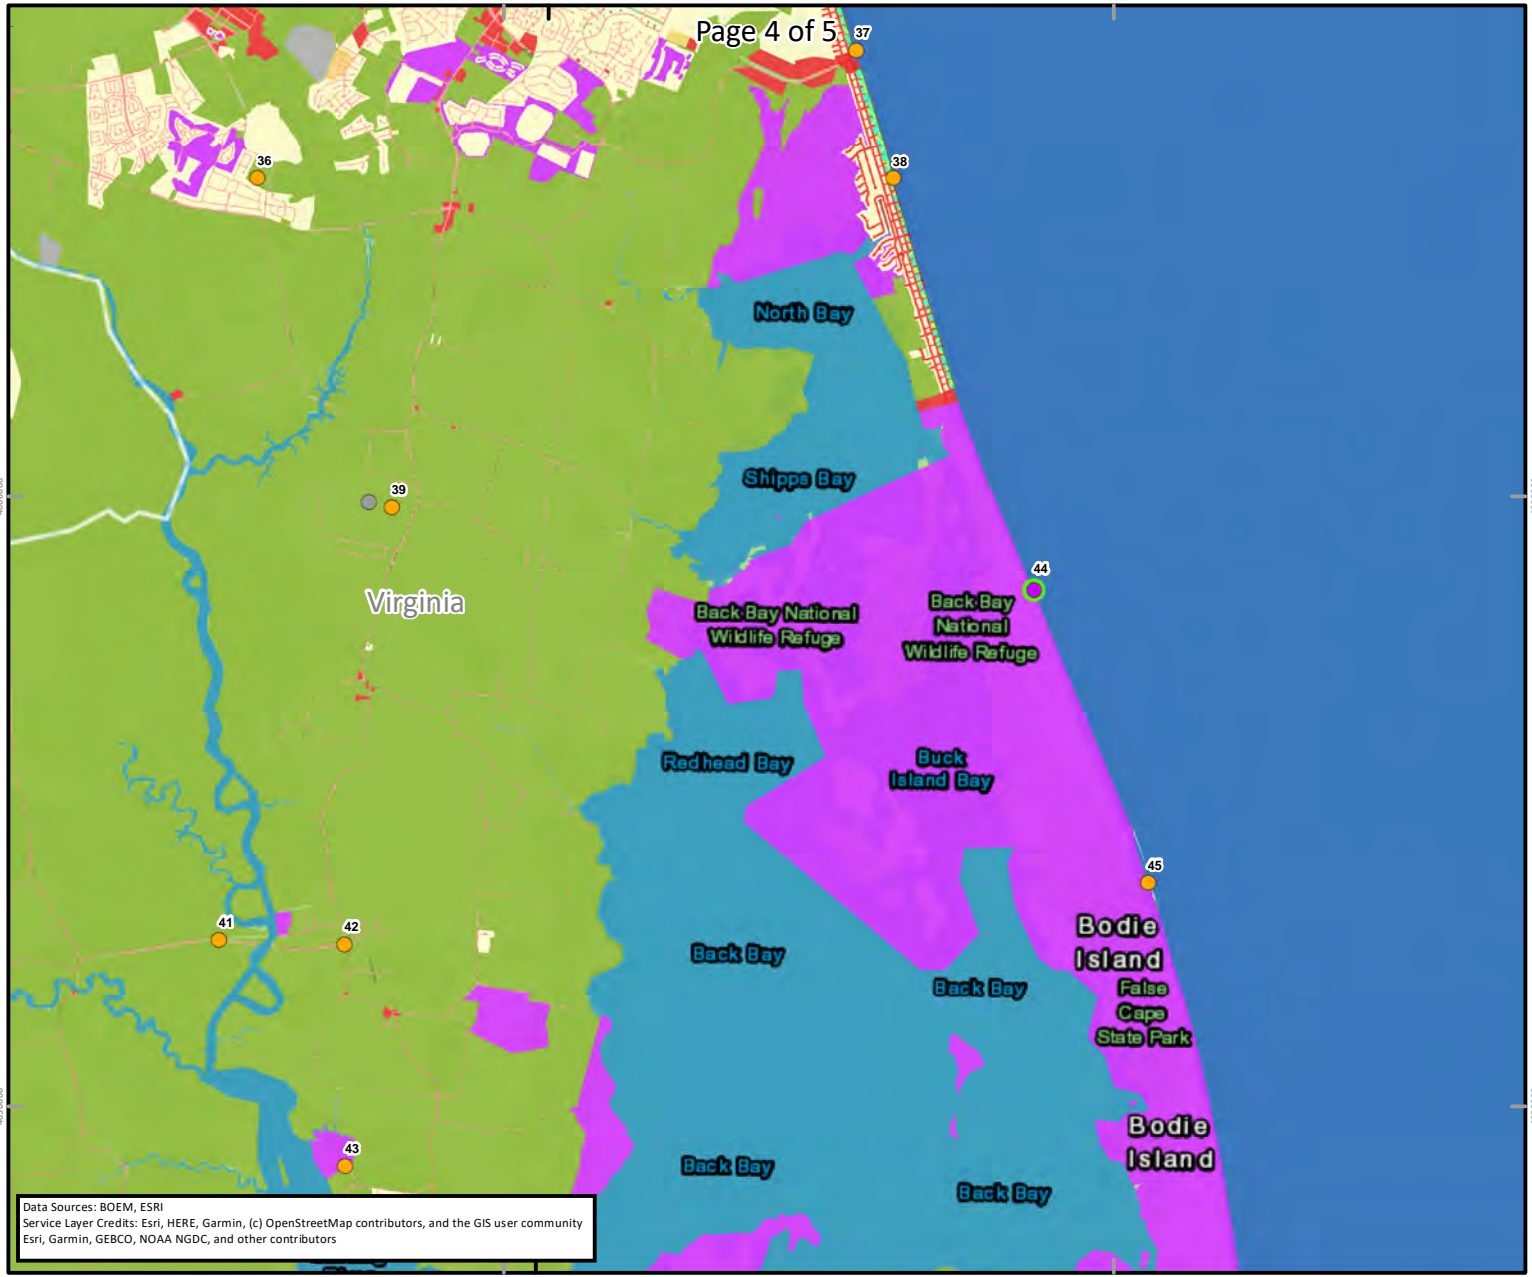 Page 4 of 5
37
36
38
North Bay
Shipps Bay
39
Virginia
44
Back Bay National
Wildlife Refuge
Back Bay
National
Wildlife Refuge
Redhead Bay
Buck
Island Bay
45
41
42
Bodie
Island
Back Bay
Back Bay
False
Cape
State Park
43
Bodie
Island
Back Bay
Back Bay
Data Sources: BOEM, ESRI
Service Layer Credits: Esri, HERE, Garmin, (c) OpenStreetMap contributors, and the GIS user community
Esri, Garmin, GEBCO, NOAA NGDC, and other contributors